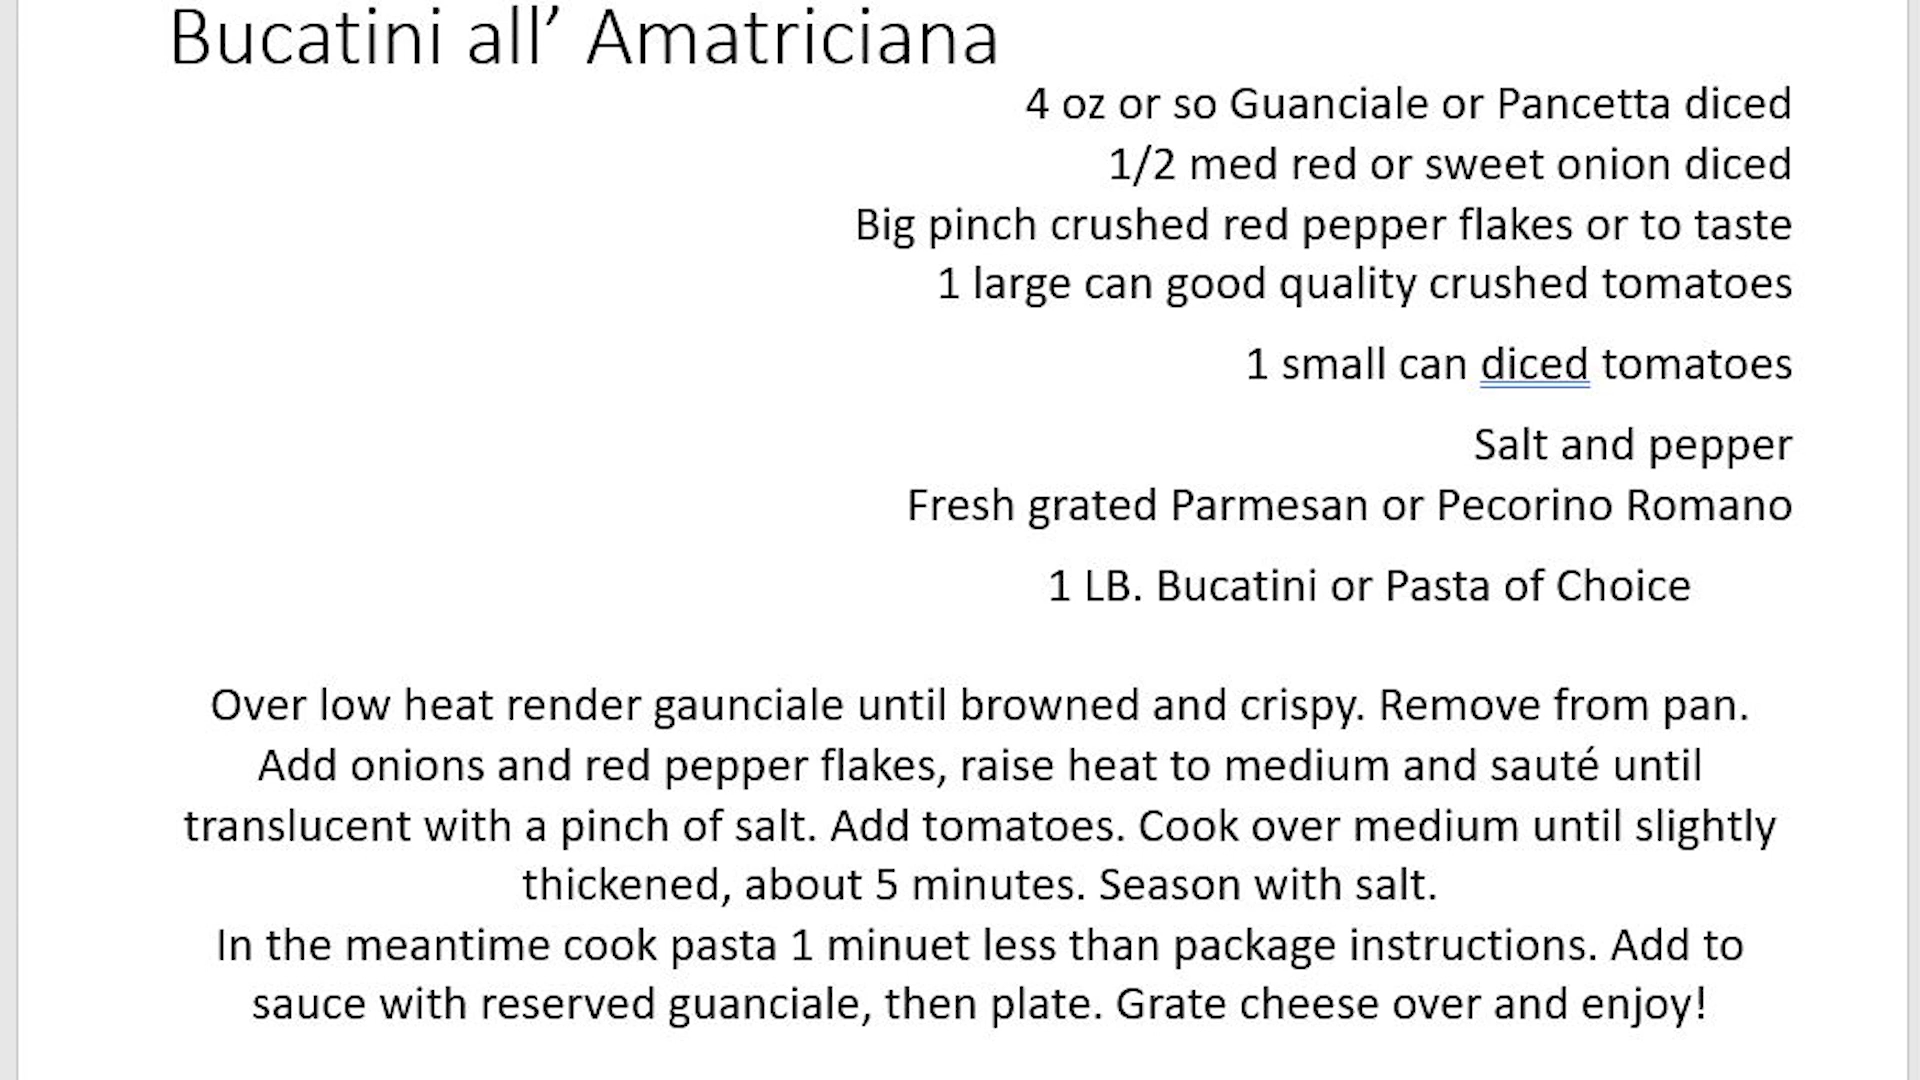 Bucatini all’ Amatriciana
4 oz or so Guanciale or Pancetta diced
1/2 med red or sweet onion diced
Big pinch crushed red pepper flakes or to taste
1 large can good quality crushed tomatoes
1 small can diced tomatoes
Salt and pepper
Fresh grated Parmesan or Pecorino Romano
1 LB. Bucatini or Pasta of Choice
Over low heat render gaunciale until browned and crispy. Remove from pan.
Add onions and red pepper flakes, raise heat to medium and sauté until
translucent with a pinch of salt. Add tomatoes. Cook over medium until slightly
thickened, about 5 minutes. Season with salt.
In the meantime cook pasta 1 minuet less than package instructions. Add to
sauce with reserved guanciale, then plate. Grate cheese over and enjoy!